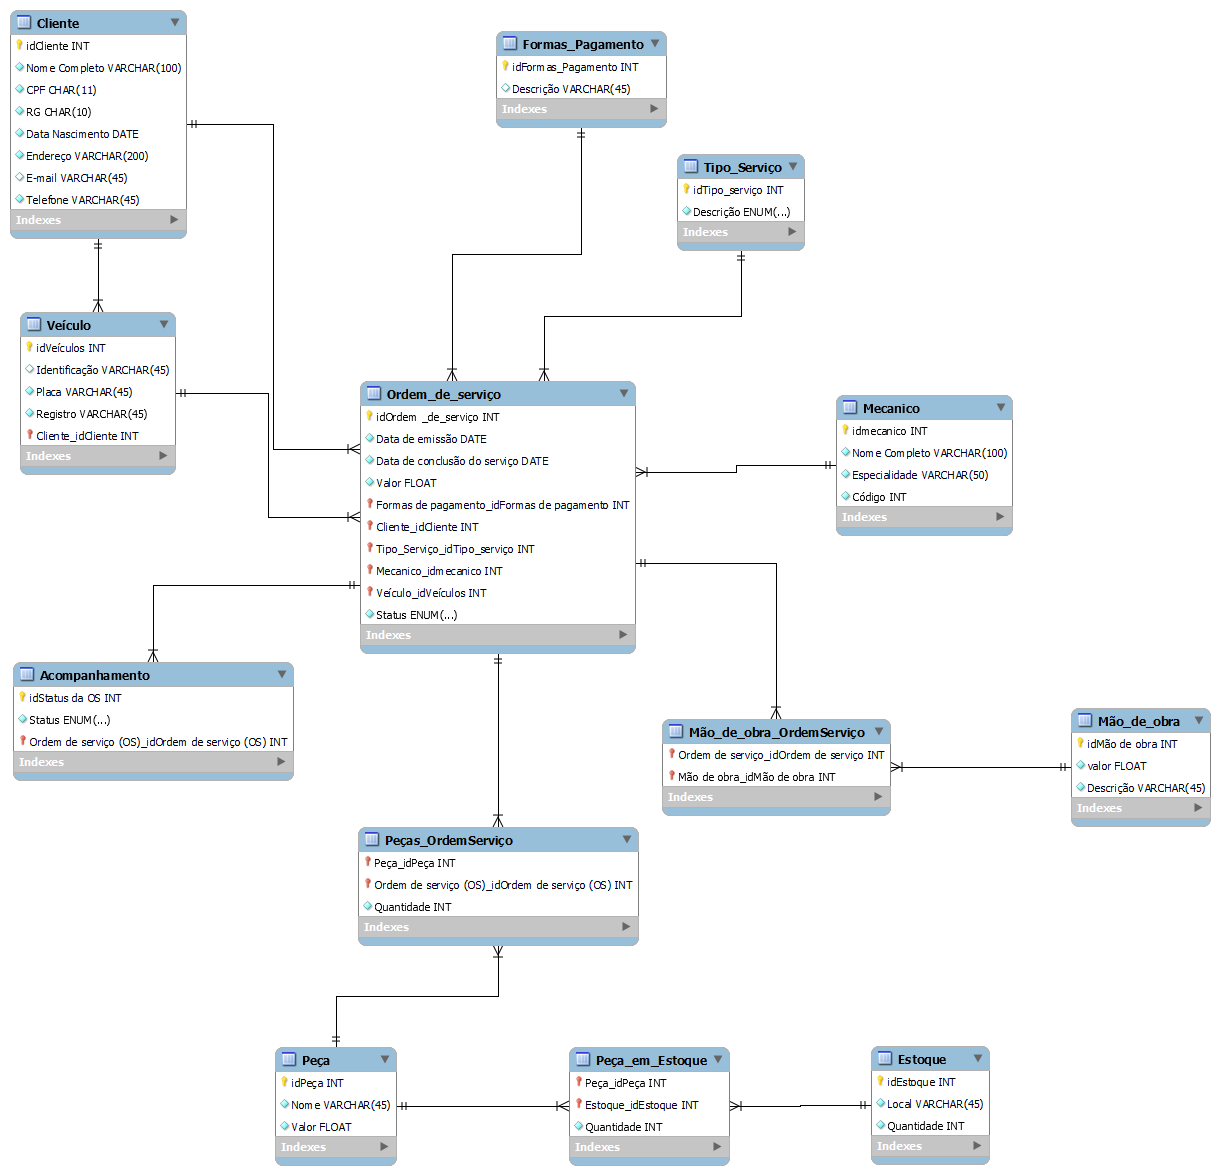 Cliente
idCliente INT
Nome Completo VARCHAR(100)
CPF CHAR(11)
RG CHAR(10)
Data Nascimento DATE
Endereço VARCHAR(200)
E-mail VARCHAR(45)
Telefone VARCHAR(45)
Indexes
Formas_Pagamento
idFormas_Pagamento INT
Descrição VARCHAR(45)
Indexes
Tipo_Serviço
idTipo_serviço INT
Descrição ENUM(...)
Indexes
Veículo
idVeículos INT
Identificação VARCHAR(45)
Placa VARCHAR(45)
Registro VARCHAR(45)
Cliente_idCliente INT
Indexes
Ordem_de_serviço
idOrdem _de_serviço INT
Data de emissão DATE
Data de conclusão do serviço DATE
Valor FLOAT
Formas de pagamento_idFormas de pagamento INT
Cliente_idCliente INT
Tipo_Serviço_idTipo_serviço INT
Mecanico_idmecanico INT
Veículo_idVeículos INT
Status ENUM(...)
Indexes
Mecanico
idmecanico INT
Nome Completo VARCHAR(100)
Especialidade VARCHAR(50)
Código INT
Indexes
Acompanhamento
idStatus da OS INT
Status ENUM(...)
Ordem de serviço (OS)_idOrdem de serviço (OS) INT
Indexes
Mão_de_obra_OrdemServiço
Ordem de serviço_idOrdem de serviço INT
Mão de obra_idMão de obra INT
Indexes
Mão_de_obra
idMão de obra INT
valor FLOAT
Descrição VARCHAR(45)
Indexes
Peças_OrdemServiço
Peça_idPeça INT
Ordem de serviço (OS)_idOrdem de serviço (OS) INT
Quantidade INT
Indexes
Peça
idPeça INT
Nome VARCHAR(45)
Valor FLOAT
Indexes
Peça_em_Estoque
Peça_idPeça INT
Estoque_idEstoque INT
Quantidade INT
Indexes
Estoque
idEstoque INT
Local VARCHAR(45)
Quantidade INT
Indexes